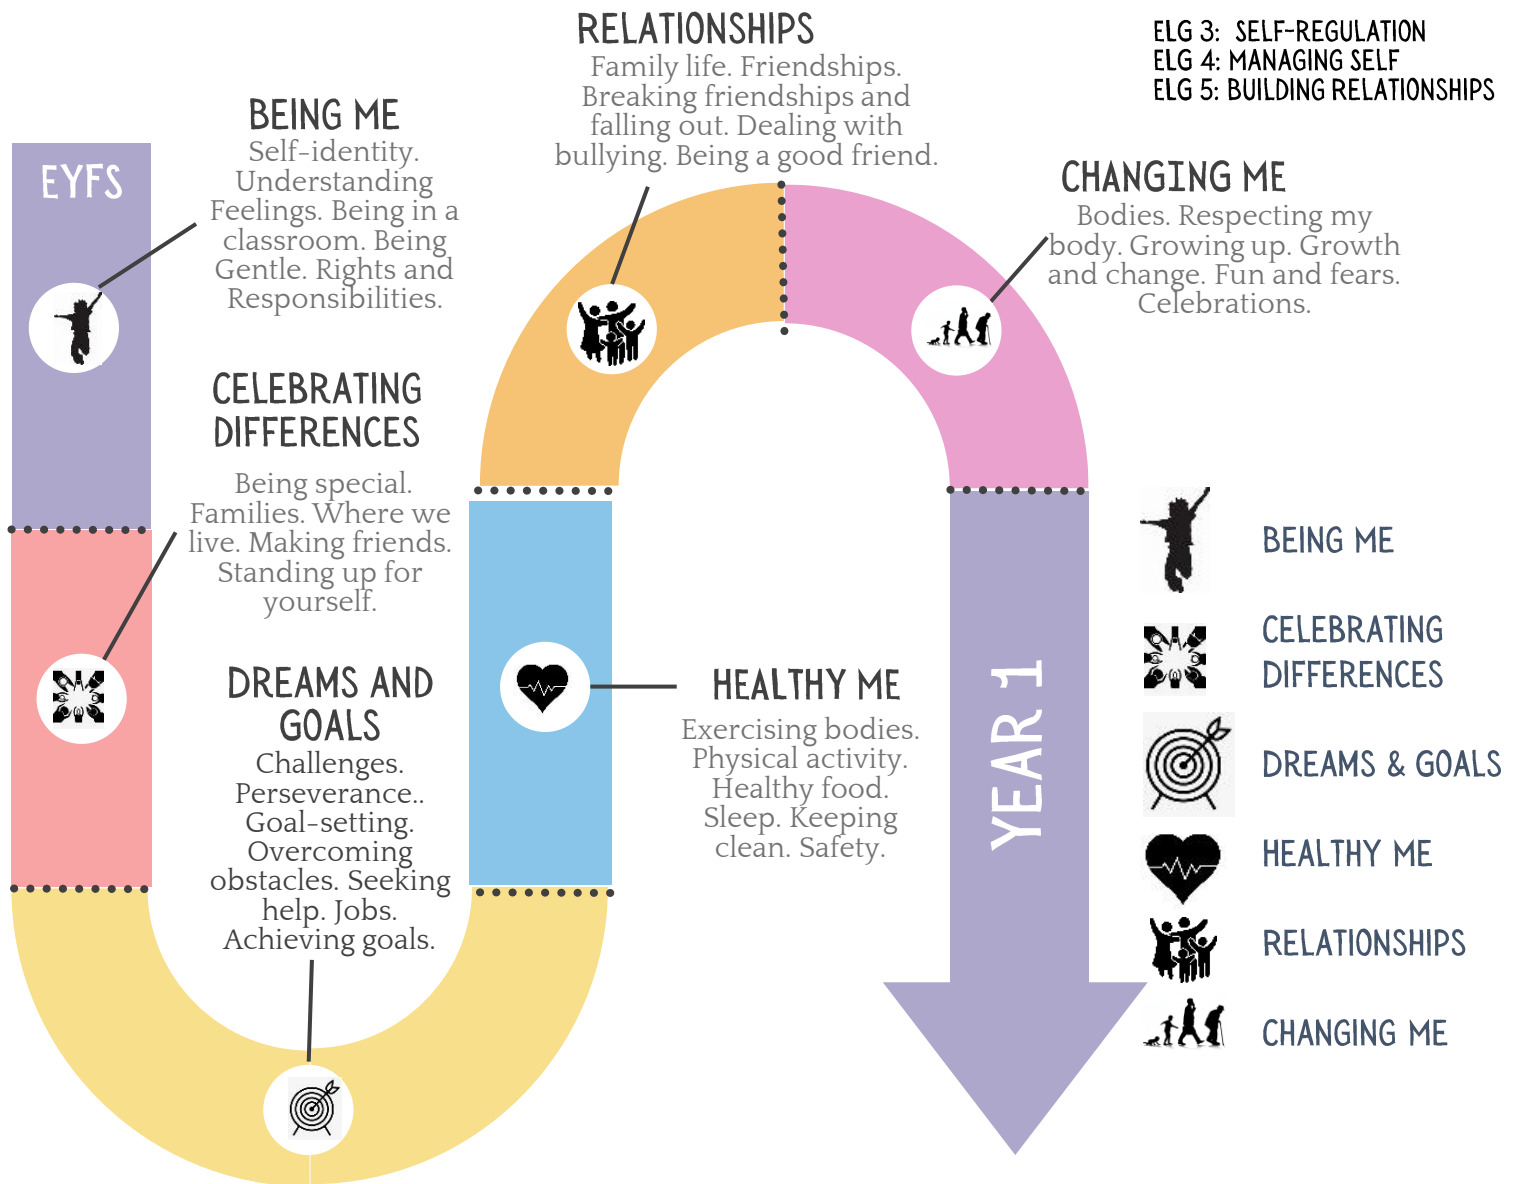 EYFS
BEING ME
Self-identity.
Understanding
Feelings. Being in a
classroom. Being
Gentle. Rights and
Responsibilities.
CELEBRATING
DIFFERENCES
Being special.
Families. Where we
live. Making friends.
Standing up for
yourself.
DREAMS AND
GOALS
Challenges.
Perseverance..
Goal-setting.
Overcoming
obstacles. Seeking
help. Jobs.
Achieving goals.
HEALTHY ME
Exercising bodies.
Physical activity.
Healthy food.
Sleep. Keeping
clean. Safety.
RELATIONSHIPS
Family life. Friendships.
Breaking friendships and
falling out. Dealing with
bullying. Being a good friend.
CHANGING ME
Bodies. Respecting my
body. Growing up. Growth
and change. Fun and fears.
Celebrations.
YEAR 1
ELG 3: SELF-REGULATION
ELG 4: MANAGING SELF
ELG 5: BUILDING RELATIONSHIPS
BEING ME
CELEBRATING
DIFFERENCES
DREAMS & GOALS
HEALTHY ME
RELATIONSHIPS
CHANGING ME